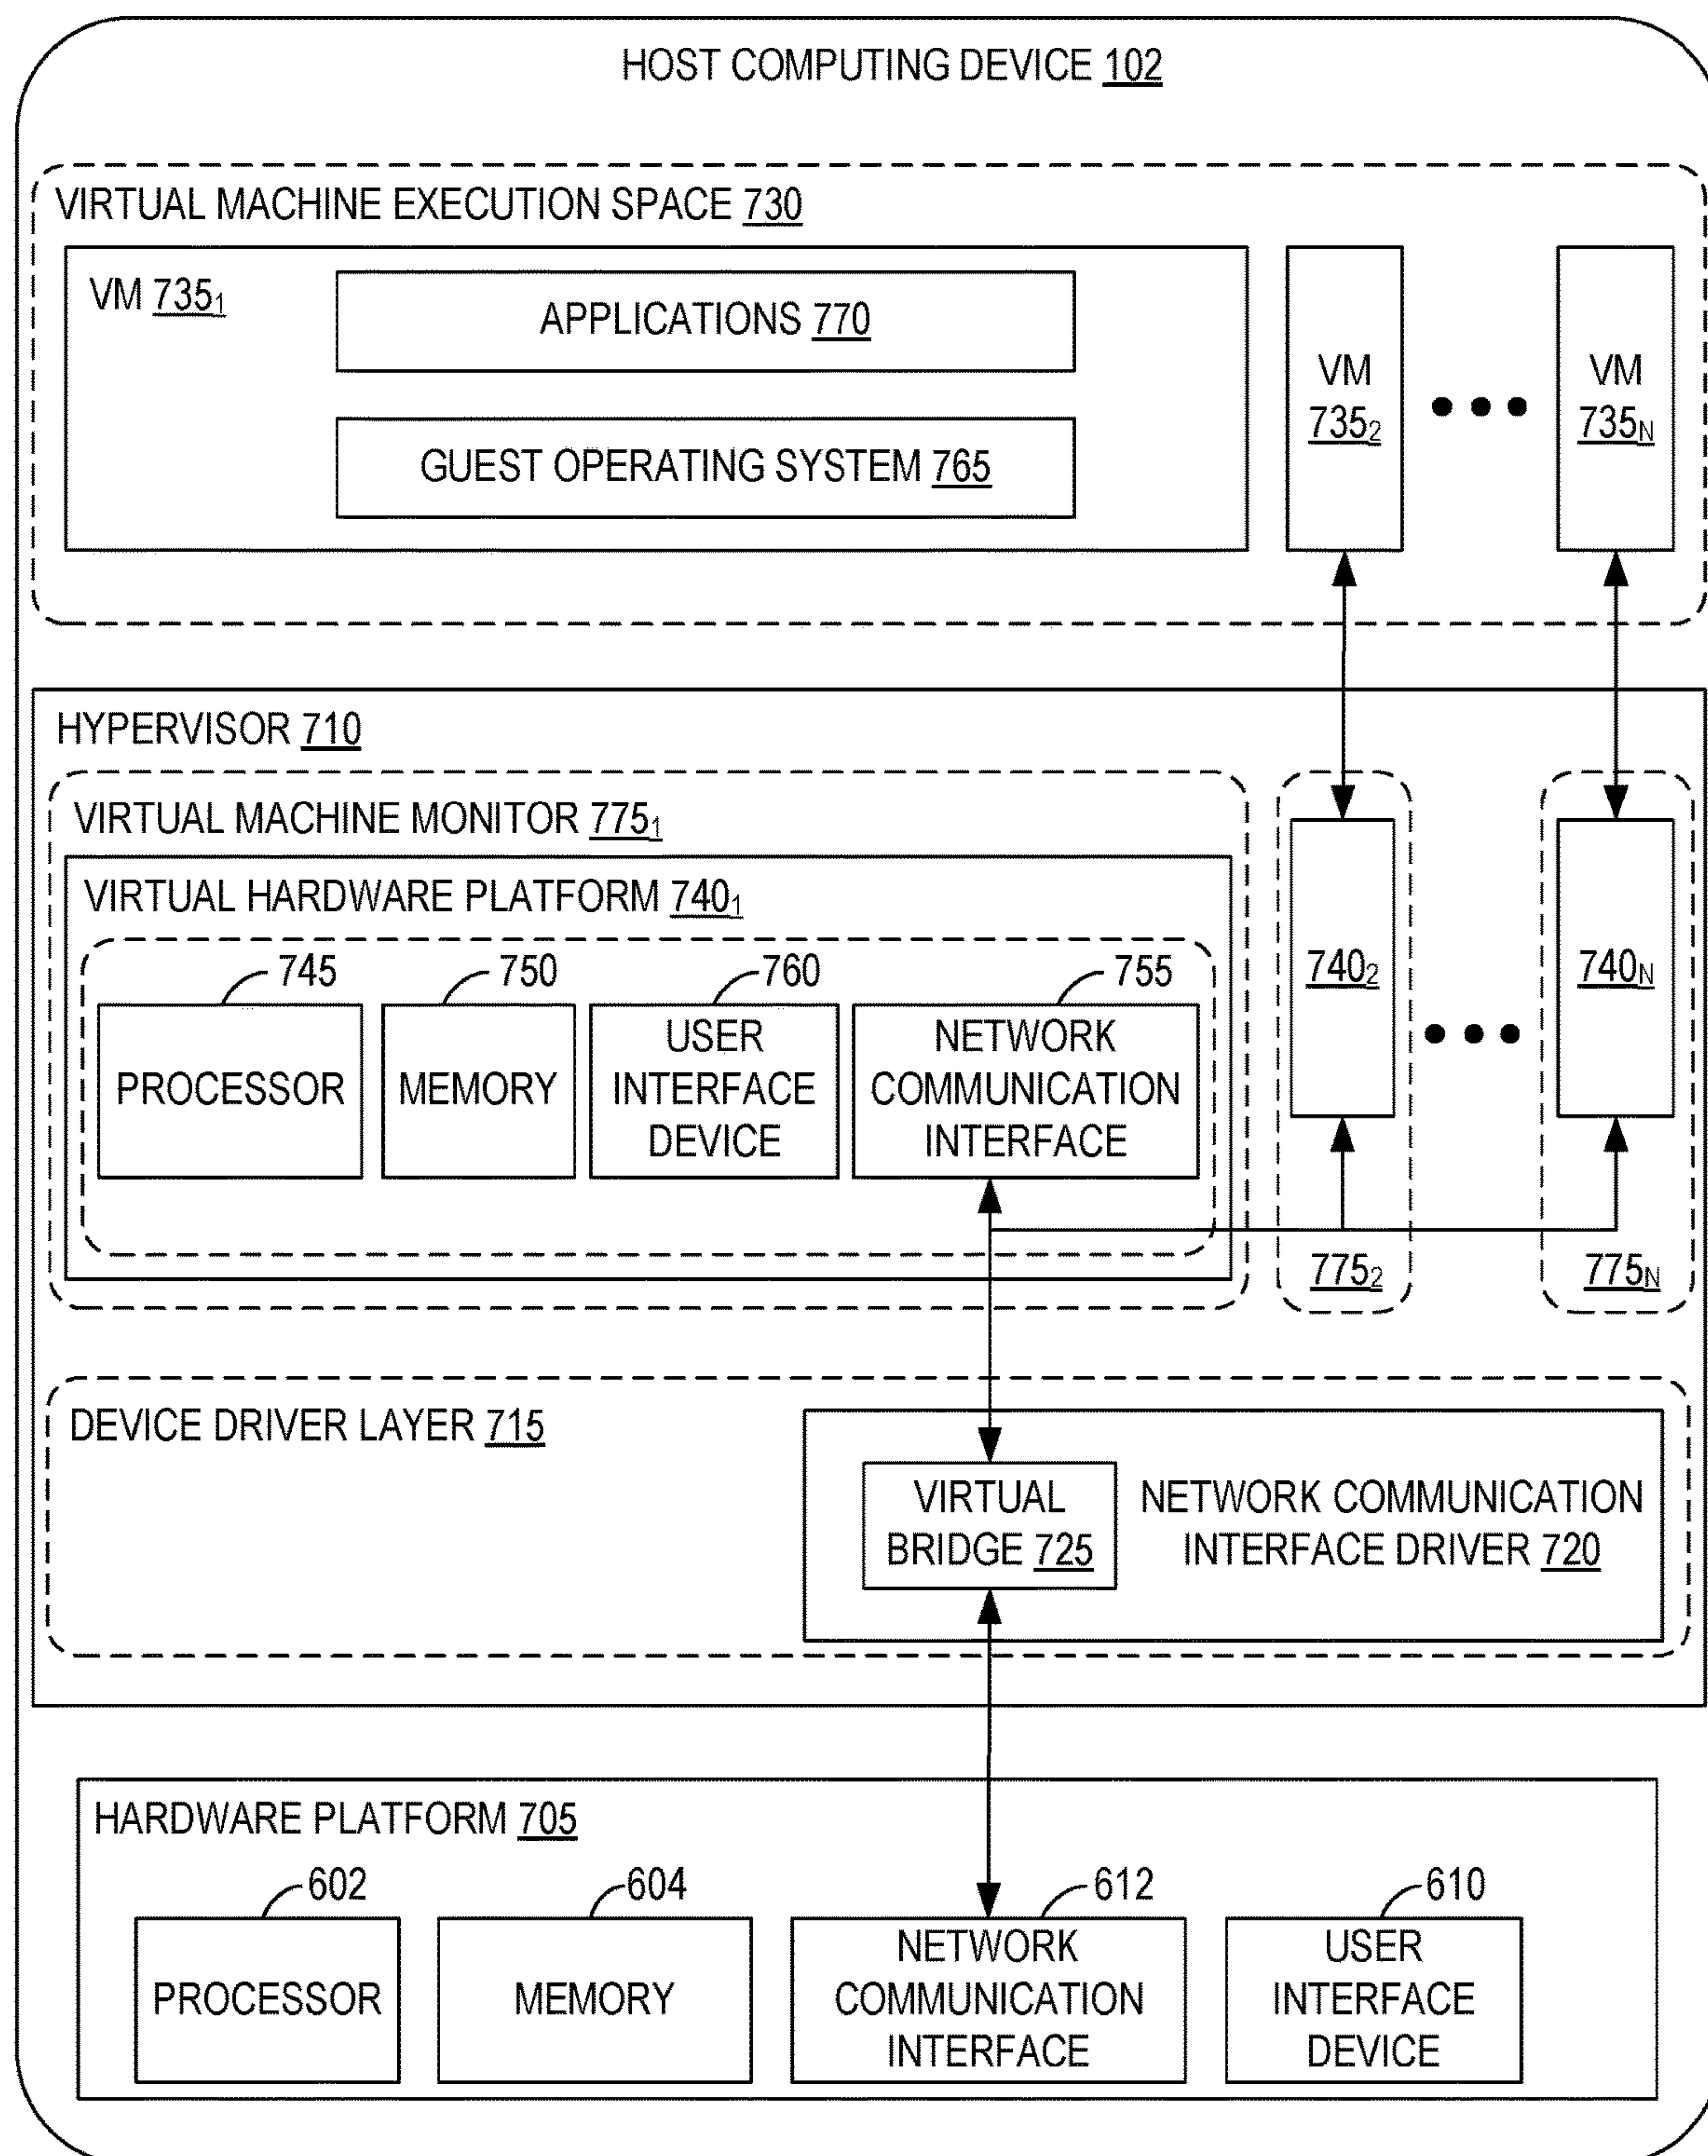 HOST COMPUTING DEVICE 102
VIRTUAL MACHINE EXECUTION SPACE 730
VM 735₁
APPLICATIONS 770
GUEST OPERATING SYSTEM 765
VM
735₂
VM
735N
HYPERVISOR 710
VIRTUAL MACHINE MONITOR 775₁
VIRTUAL HARDWARE PLATFORM 740₁
745
PROCESSOR
750
MEMORY
760
USER
INTERFACE
DEVICE
755
NETWORK
COMMUNICATION
INTERFACE
740₂
740N
775₂
775N
DEVICE DRIVER LAYER 715
VIRTUAL
BRIDGE 725
NETWORK COMMUNICATION
INTERFACE DRIVER 720
HARDWARE PLATFORM 705
602
PROCESSOR
604
MEMORY
612
NETWORK
COMMUNICATION
INTERFACE
610
USER
INTERFACE
DEVICE